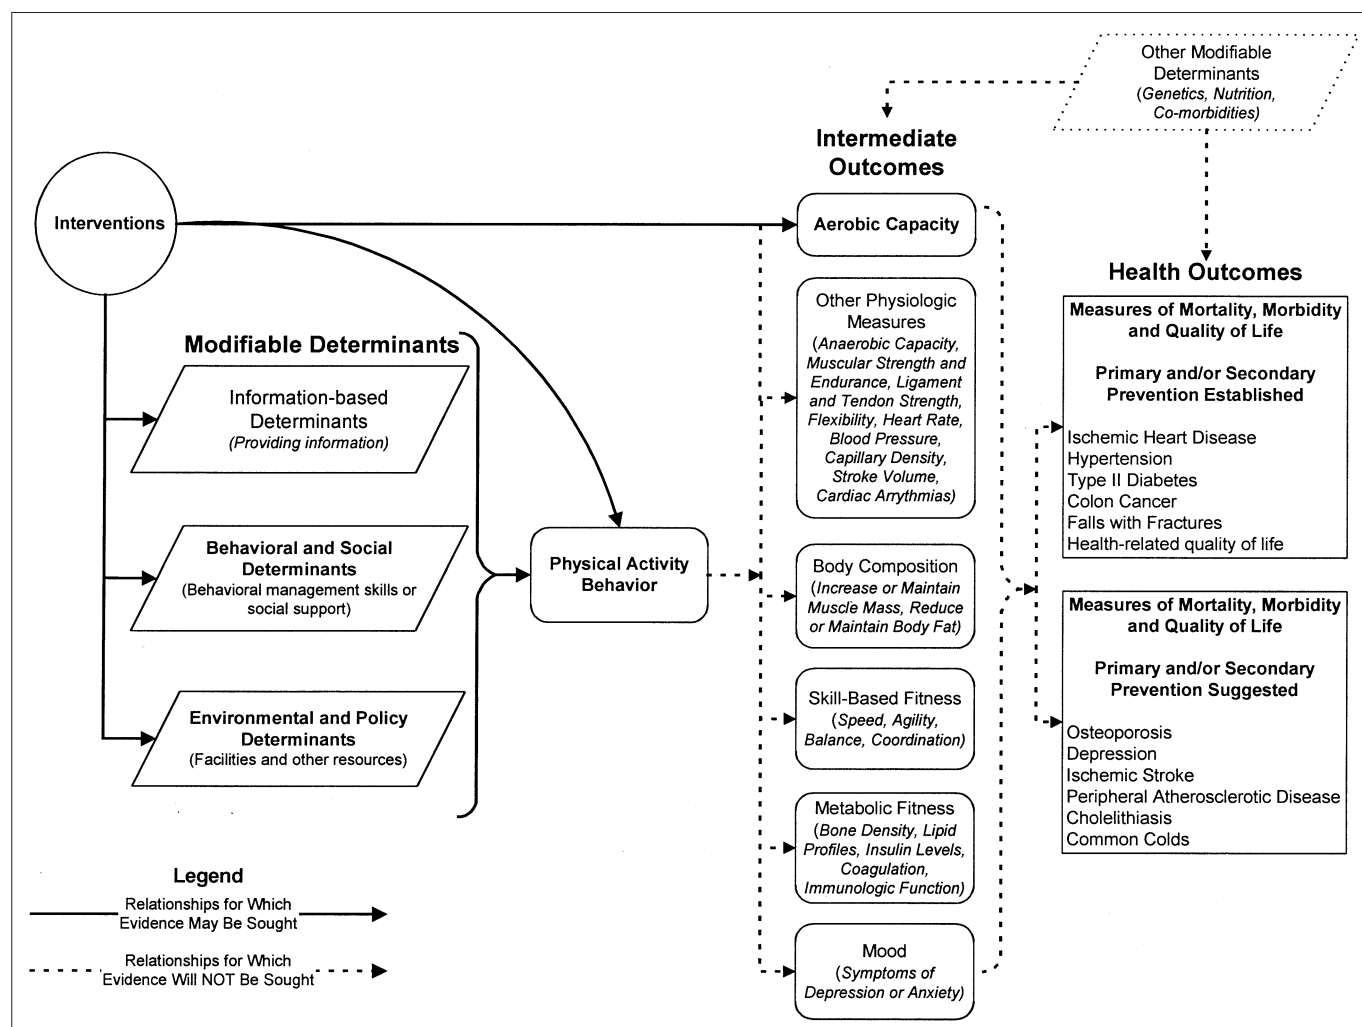 Other Modifiable
Determinants
(Genetics, Nutrition,
Co-morbidities)
Intermediate
Outcomes
Interventions
Aerobic Capacity
Health Outcomes
Modifiable Determinants
Information-based
Determinants
(Providing information)
Behavioral and Social
Determinants
(Behavioral management skills or
social support)
Environmental and Policy
Determinants
(Facilities and other resources)
Physical Activity
Behavior
Other Physiologic
Measures
(Anaerobic Capacity,
Muscular Strength and
Endurance, Ligament
and Tendon Strength,
Flexibility, Heart Rate,
Blood Pressure,
Capillary Density,
Stroke Volume,
Cardiac Arrythmias)
Body Composition
(Increase or Maintain
Muscle Mass, Reduce
or Maintain Body Fat)
Skill-Based Fitness
(Speed, Agility,
Balance, Coordination)
Metabolic Fitness
(Bone Density, Lipid
Profiles, Insulin Levels,
Coagulation,
Immunologic Function)
Mood
(Symptoms of
Depression or Anxiety)
Measures of Mortality, Morbidity
and Quality of Life
Primary and/or Secondary
Prevention Established
Ischemic Heart Disease
Hypertension
Type II Diabetes
Colon Cancer
Falls with Fractures
Health-related quality of life
Measures of Mortality, Morbidity
and Quality of Life
Primary and/or Secondary
Prevention Suggested
Osteoporosis
Depression
Ischemic Stroke
Peripheral Atherosclerotic Disease
Cholelithiasis
Common Colds
Legend
Relationships for Which
Evidence May Be Sought
Relationships for Which
Evidence Will NOT Be Sought